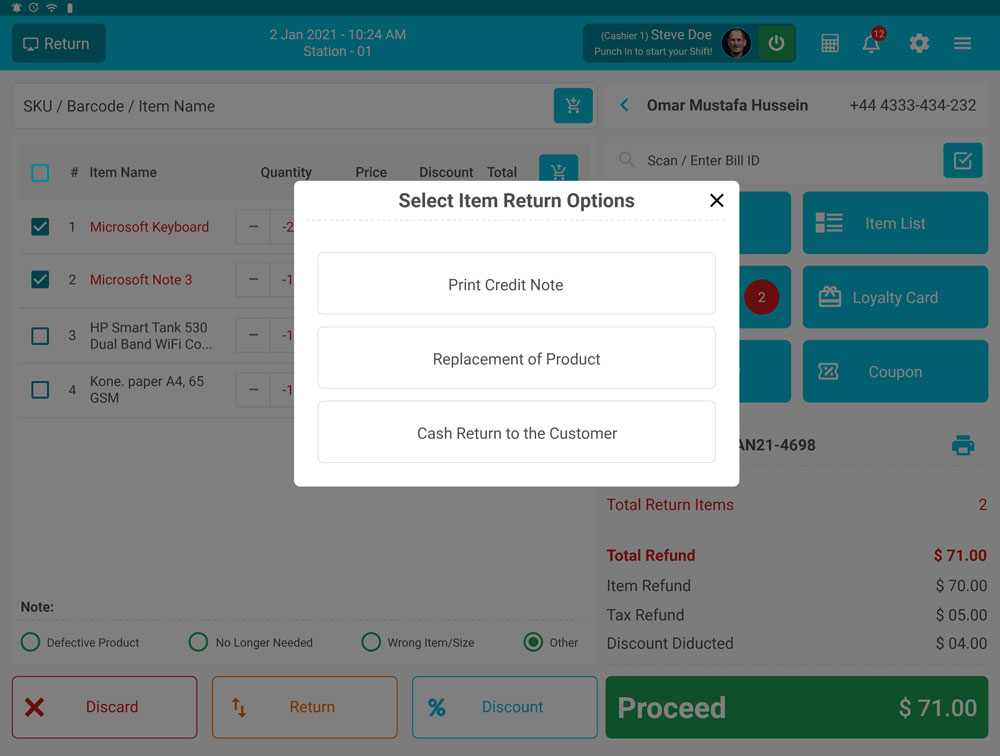 Return
2 Jan 2021 - 10:24 AM
Station - 01
(Cashier 1) Steve Doe
Punch In to start your Shift!
12
SKU / Barcode / Item Name
Omar Mustafa Hussein
+44 4333-434-232
Scan / Enter Bill ID
# Item Name Quantity Price Discount Total
1 Microsoft Keyboard − -2
2 Microsoft Note 3 − -1
3 HP Smart Tank 530
Dual Band WiFi Co... − -1
4 Kone. paper A4, 65
GSM − -1
Select Item Return Options
Print Credit Note
Replacement of Product
Cash Return to the Customer
Item List
2
Loyalty Card
Coupon
AN21-4698
Total Return Items 2
Total Refund $ 71.00
Item Refund $ 70.00
Tax Refund $ 05.00
Discount Diducted $ 04.00
Note:
Defective Product
No Longer Needed
Wrong Item/Size
Other
Discard
Return
% Discount
Proceed $ 71.00